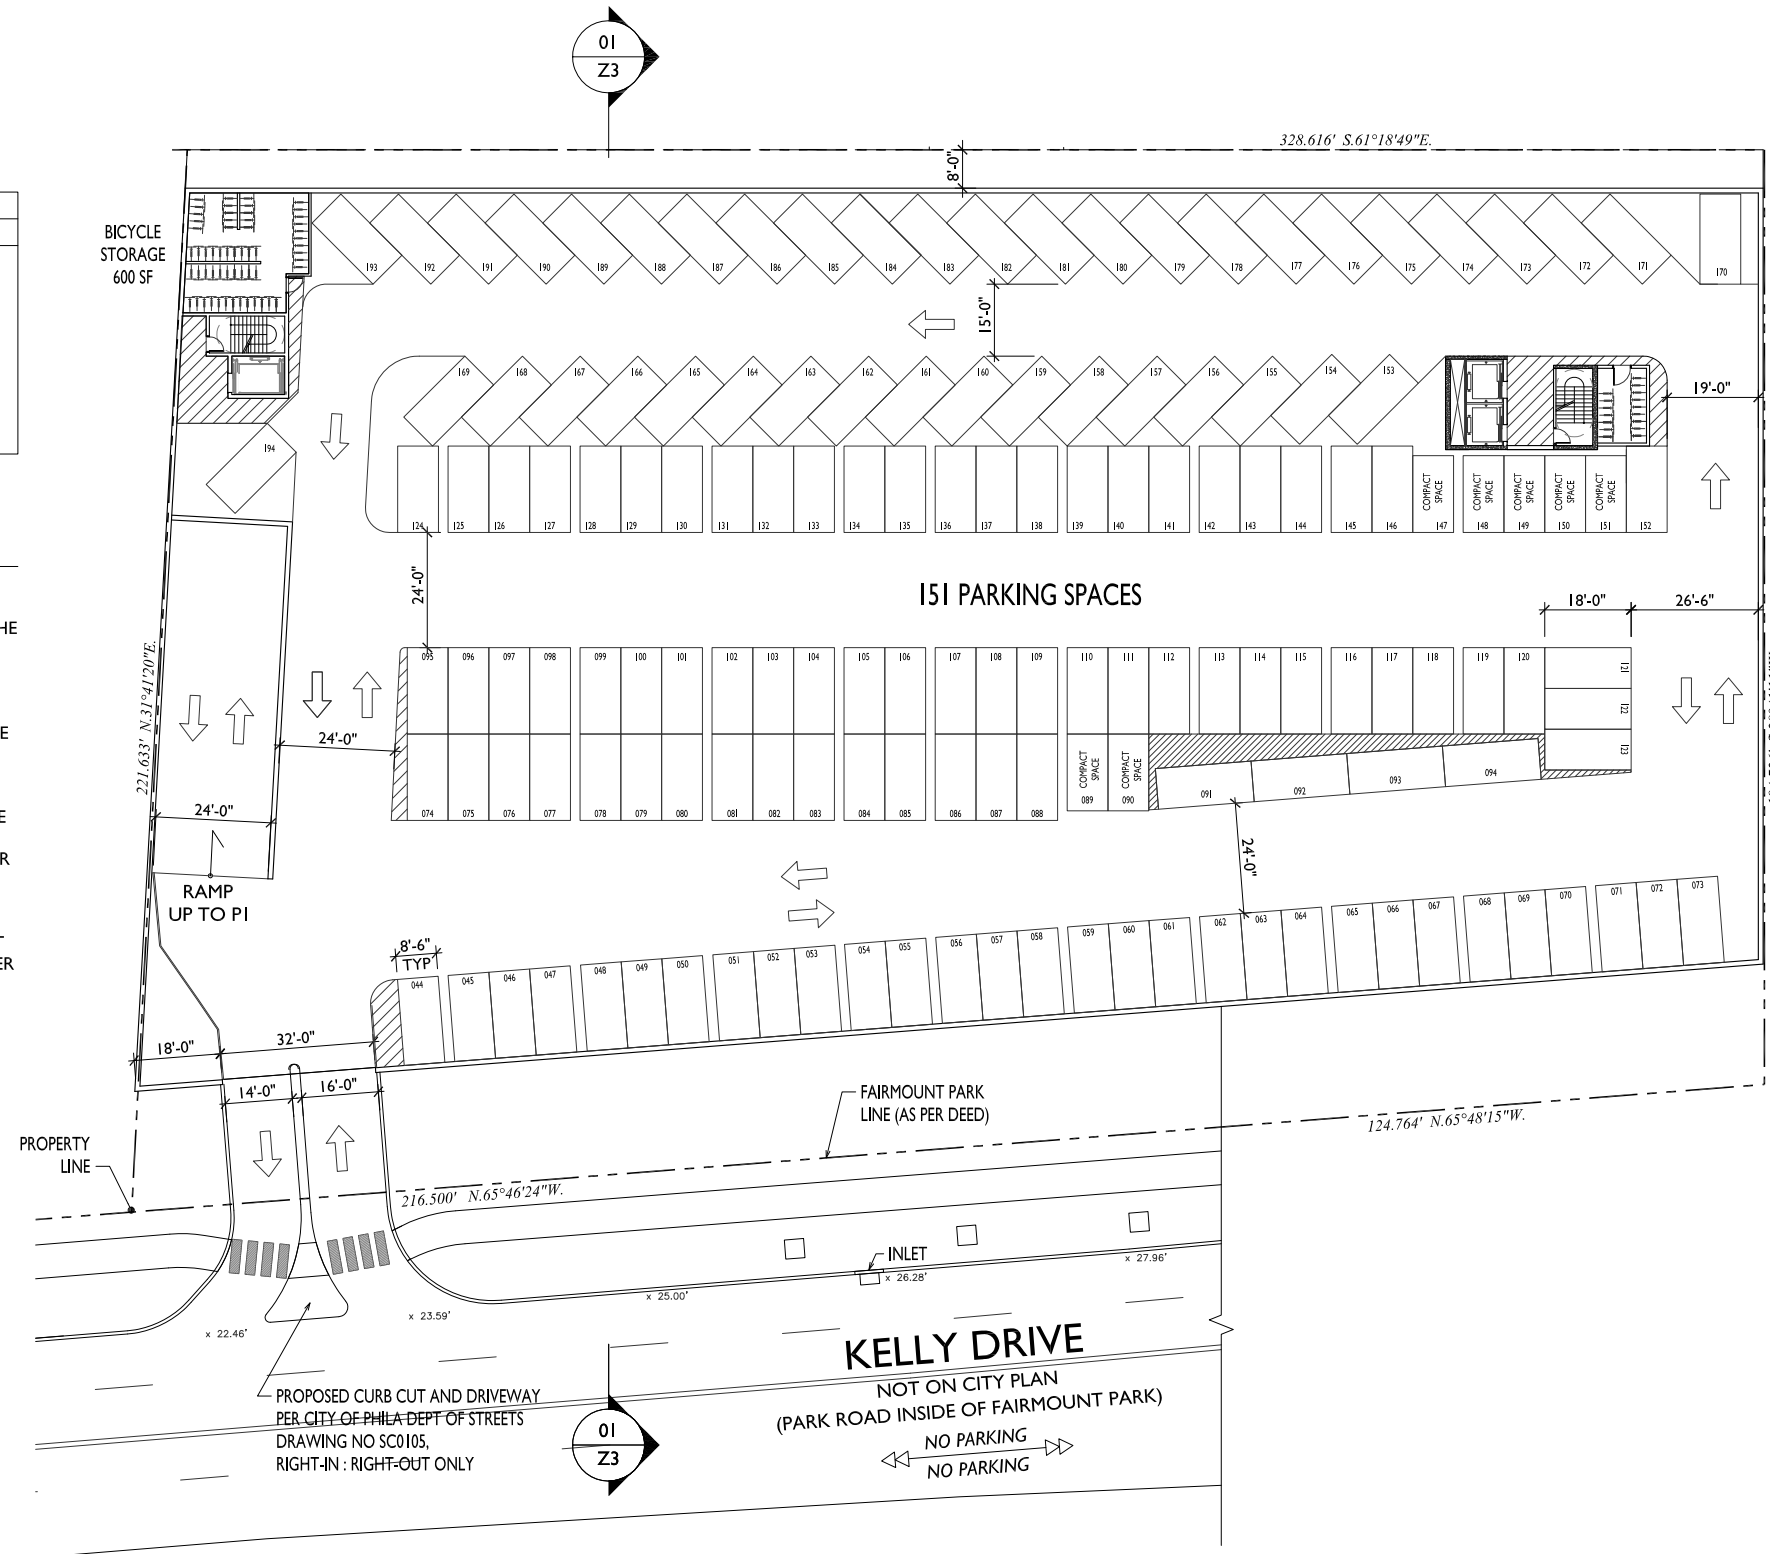 01
Z3
328.616' S.61°18'49"E.
8'-0"
BICYCLE
STORAGE
600 SF
193 192 191 190 189 188 187 186 185 184 183 182 181 180 179 178 177 176 175 174 173 172 171 170
15'-0"
169 168 167 166 165 164 163 162 161 160 159 158 157 156 155 154 153
19'-0"
194
COMPACT
SPACE
COMPACT
SPACE
COMPACT
SPACE
COMPACT
SPACE
COMPACT
SPACE
124 125 126 127 128 129 130 131 132 133 134 135 136 137 138 139 140 141 142 143 144 145 146 147 148 149 150 151 152
24'-0"
151 PARKING SPACES
18'-0"
26'-6"
HE
221.633' N.31°41'20"E.
095 096 097 098 099 100 101 102 103 104 105 106 107 108 109 110 111 112 113 114 115 116 117 118 119 120
121
122
123
E
24'-0"
COMPACT
SPACE
COMPACT
SPACE
091 092 093 094
089 090
074 075 076 077 078 079 080 081 082 083 084 085 086 087 088
24'-0"
E
R
24'-0"
RAMP
UP TO P1
ER
8'-6"
TYP
044 045 046 047 048 049 050 051 052 053 054 055 056 057 058 059 060 061 062 063 064 065 066 067 068 069 070 071 072 073
18'-0"
32'-0"
14'-0"
16'-0"
FAIRMOUNT PARK
LINE (AS PER DEED)
124.764' N.65°48'15"W.
PROPERTY
LINE
216.500' N.65°46'24"W.
INLET
x 22.46'
x 23.59'
x 25.00'
x 26.28'
x 27.96'
KELLY DRIVE
NOT ON CITY PLAN
(PARK ROAD INSIDE OF FAIRMOUNT PARK)
NO PARKING
NO PARKING
PROPOSED CURB CUT AND DRIVEWAY
PER CITY OF PHILA DEPT OF STREETS
DRAWING NO SC0105,
RIGHT-IN : RIGHT-OUT ONLY
01
Z3